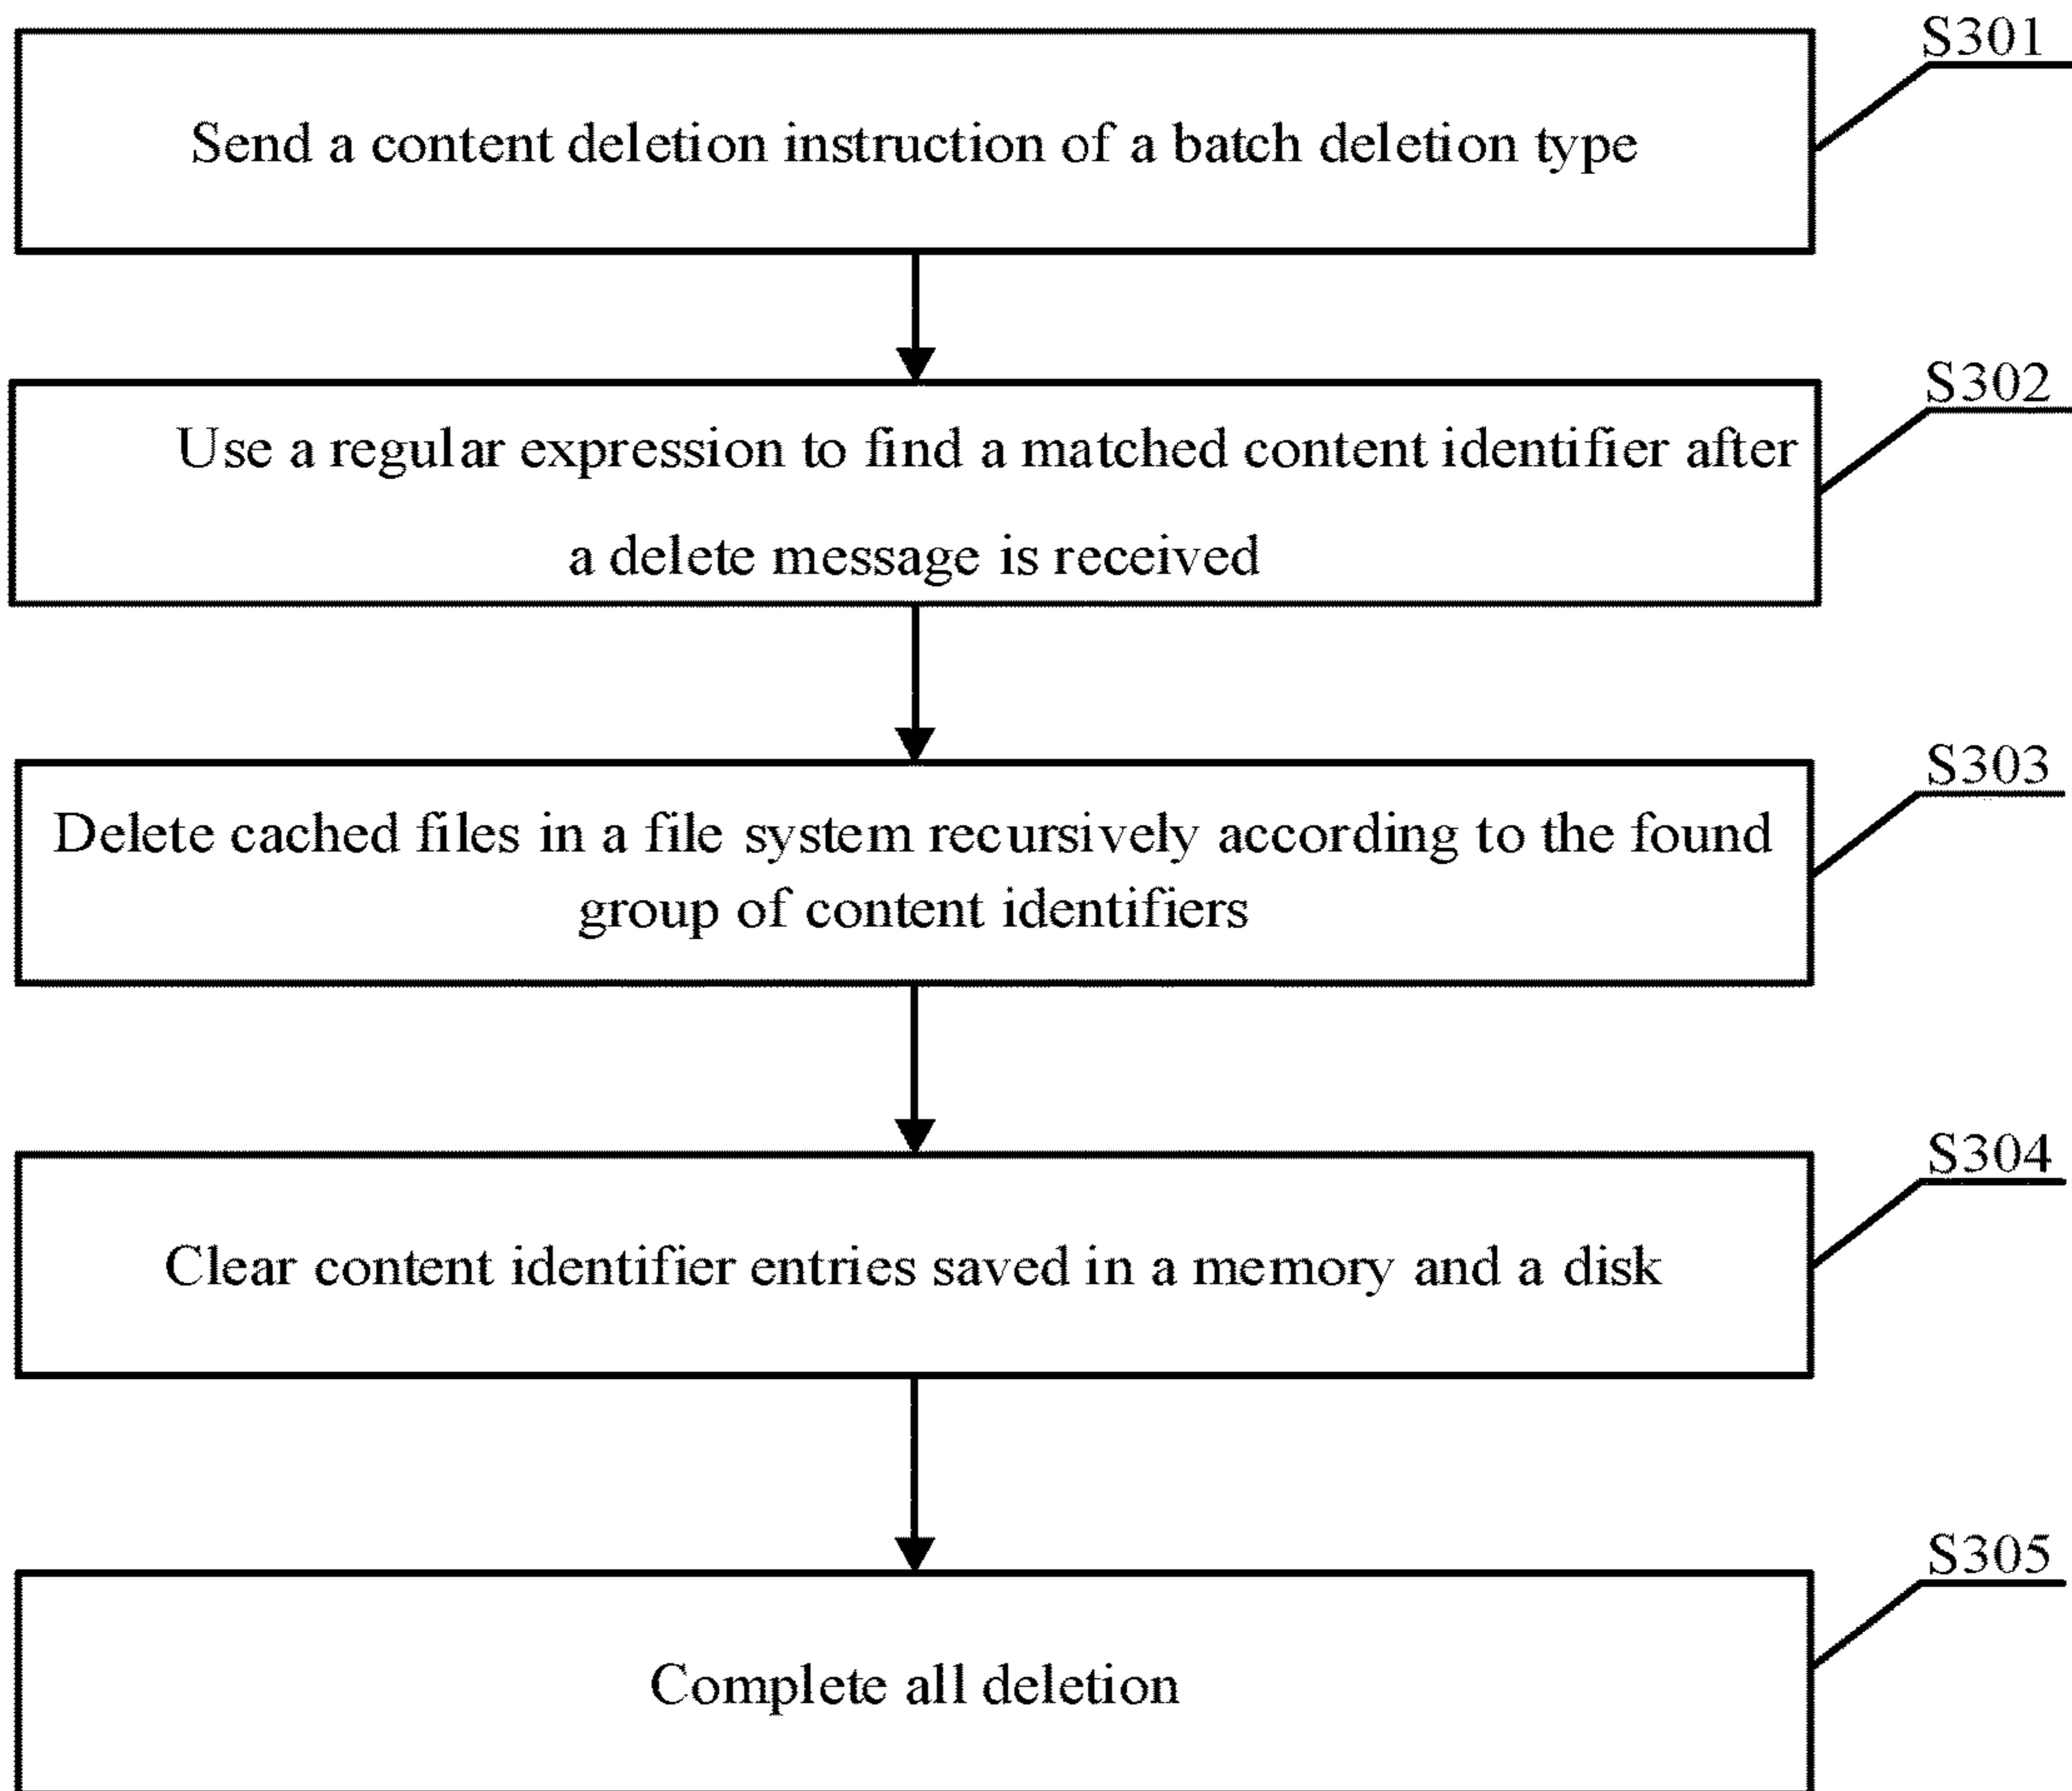 S301
Send a content deletion instruction of a batch deletion type
S302
Use a regular expression to find a matched content identifier after
a delete message is received
S303
Delete cached files in a file system recursively according to the found
group of content identifiers
S304
Clear content identifier entries saved in a memory and a disk
S305
Complete all deletion